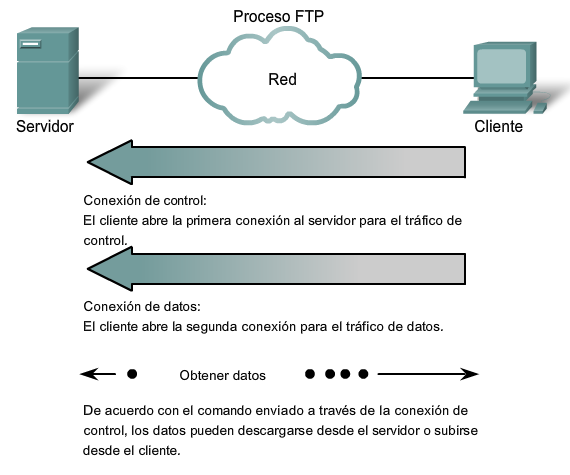 Proceso FTP
Red
Servidor
Cliente
Conexión de control:
El cliente abre la primera conexión al servidor para el tráfico de
control.
Conexión de datos:
El cliente abre la segunda conexión para el tráfico de datos.
Obtener datos
De acuerdo con el comando enviado a través de la conexión de
control, los datos pueden descargarse desde el servidor o subirse
desde el cliente.